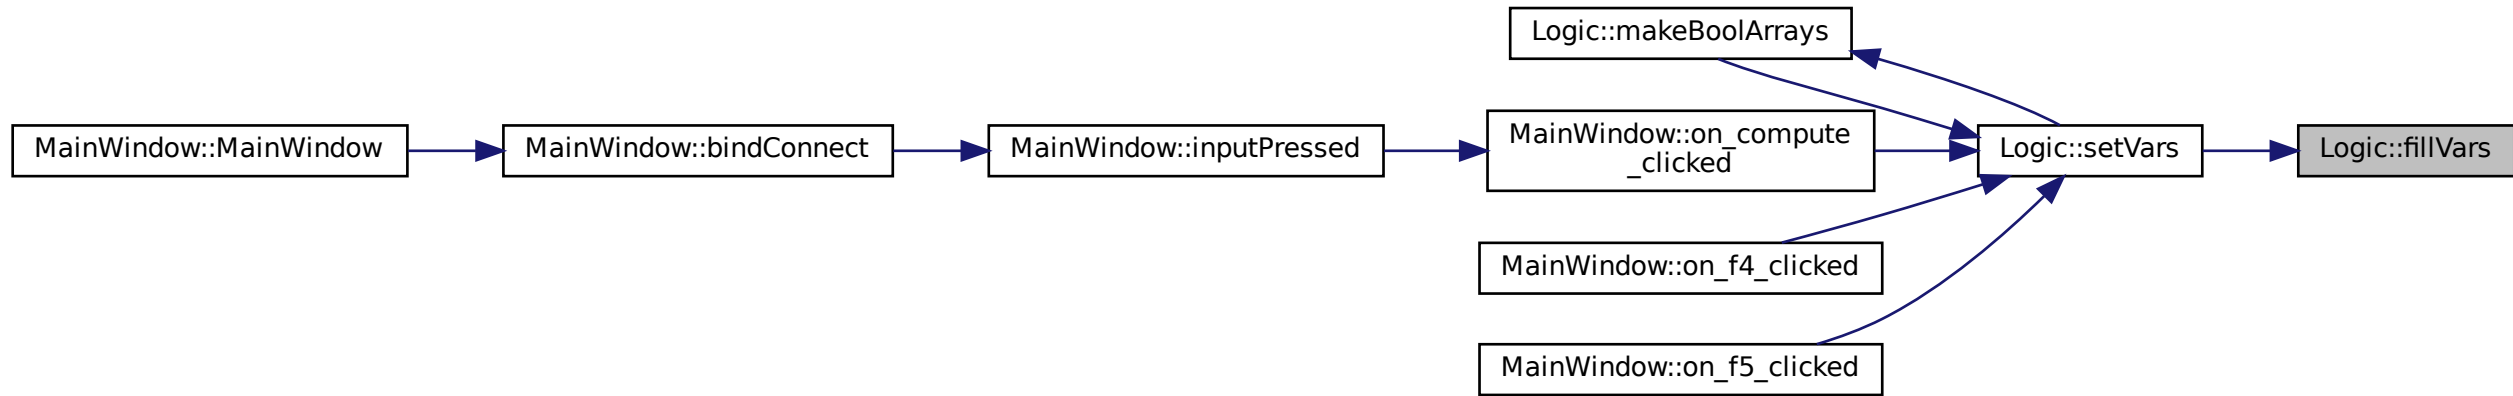 Logic::makeBoolArrays
MainWindow::MainWindow
MainWindow::bindConnect
MainWindow::inputPressed
MainWindow::on_compute
_clicked
Logic::setVars
Logic::fillVars
MainWindow::on_f4_clicked
MainWindow::on_f5_clicked